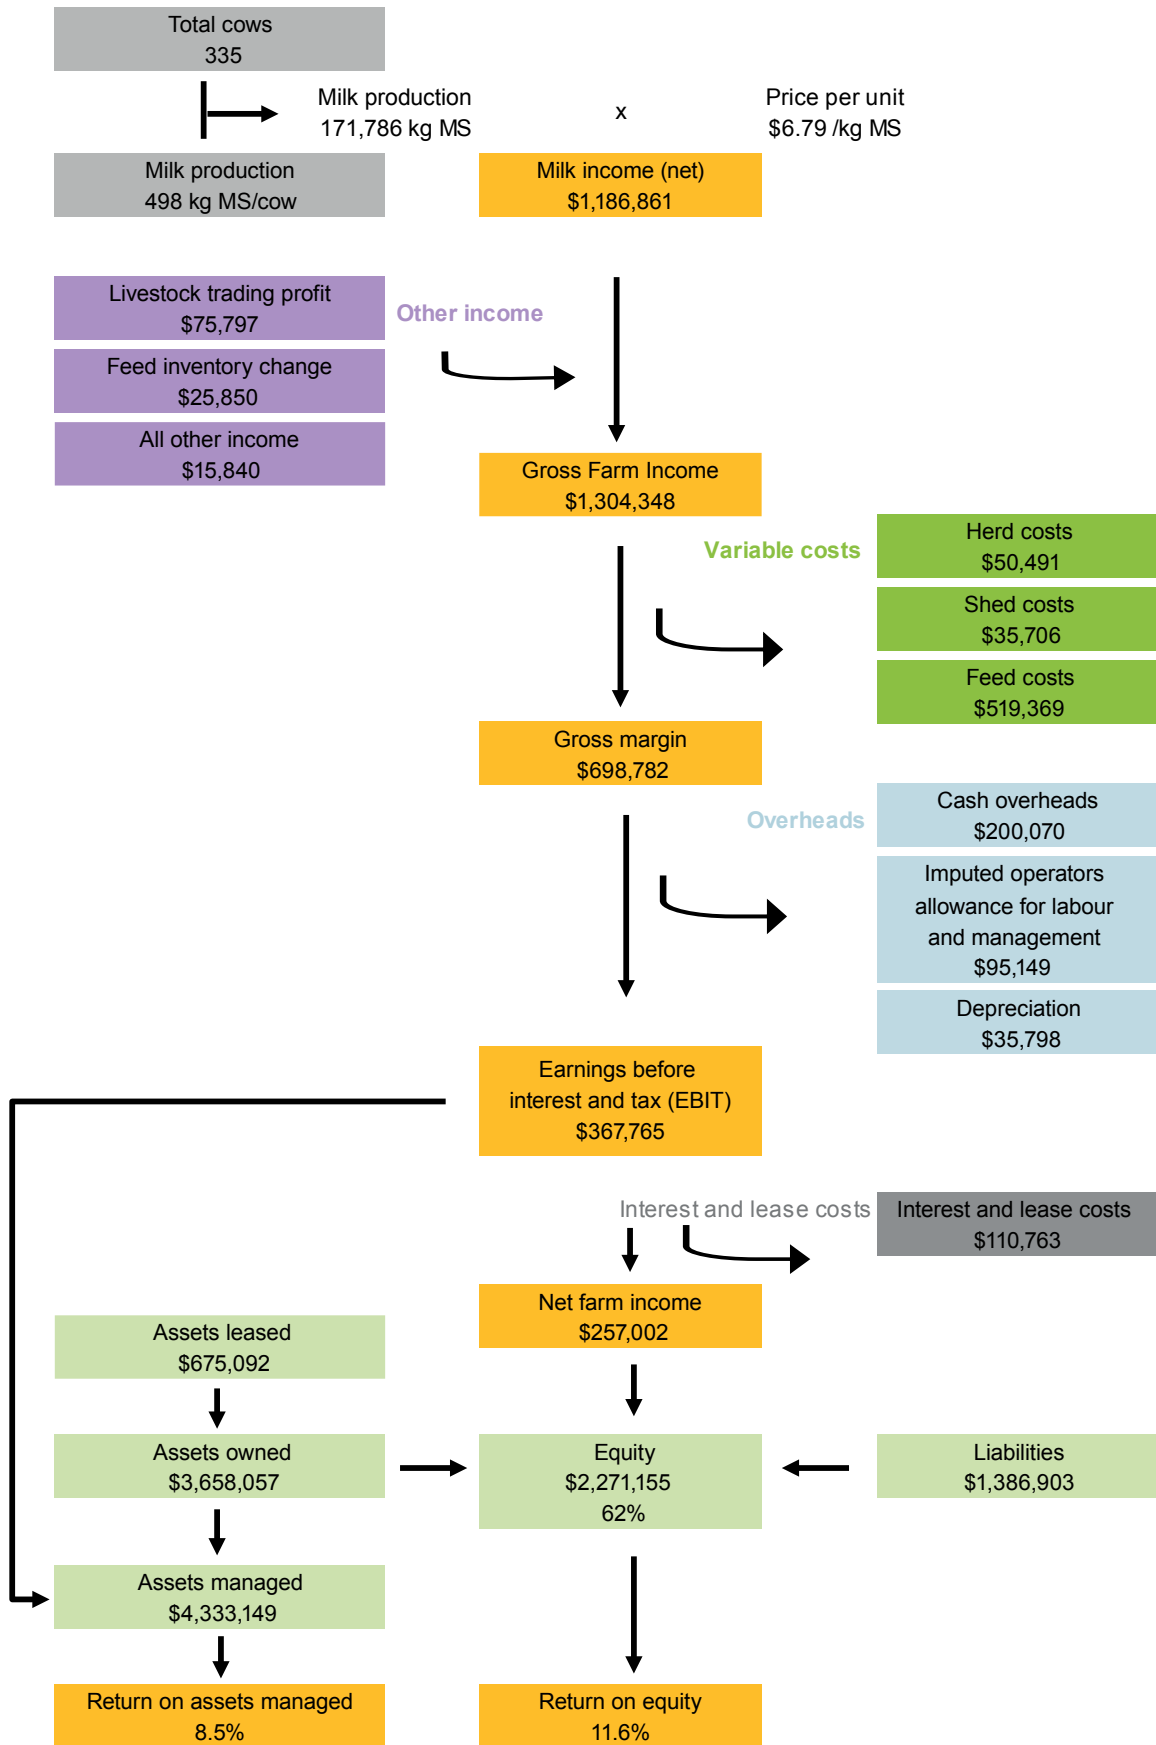 Total cows
335
Milk production
171,786 kg MS
x
Price per unit
$6.79 /kg MS
Milk production
498 kg MS/cow
Milk income (net)
$1,186,861
Livestock trading profit
$75,797
Other income
Feed inventory change
$25,850
All other income
$15,840
Gross Farm Income
$1,304,348
Variable costs
Herd costs
$50,491
Shed costs
$35,706
Feed costs
$519,369
Gross margin
$698,782
Overheads
Cash overheads
$200,070
Imputed operators
allowance for labour
and management
$95,149
Depreciation
$35,798
Earnings before
interest and tax (EBIT)
$367,765
Interest and lease costs
Interest and lease costs
$110,763
Net farm income
$257,002
Assets leased
$675,092
Assets owned
$3,658,057
Equity
$2,271,155
62%
Liabilities
$1,386,903
Assets managed
$4,333,149
Return on assets managed
8.5%
Return on equity
11.6%